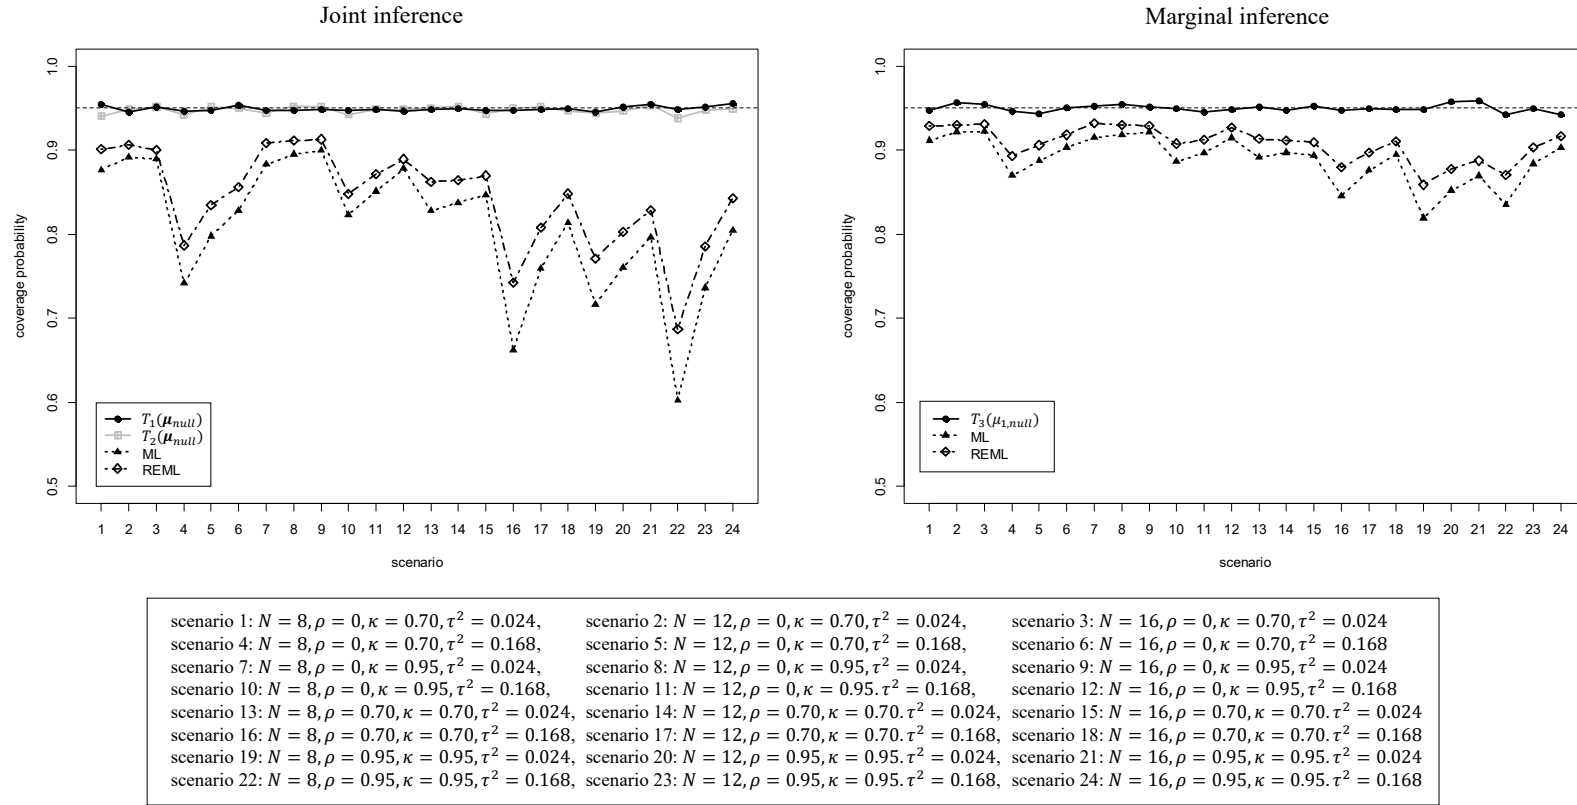 Joint inference
1.0
0.9
0.8
0.7
0.6
0.5
coverage probability
T₁(μₙᵤₗₗ)
T₂(μₙᵤₗₗ)
ML
REML
1 2 3 4 5 6 7 8 9 10 11 12 13 14 15 16 17 18 19 20 21 22 23 24
scenario
Marginal inference
1.0
0.9
0.8
0.7
0.6
0.5
coverage probability
T₃(μ₁,ₙᵤₗₗ)
ML
REML
1 2 3 4 5 6 7 8 9 10 11 12 13 14 15 16 17 18 19 20 21 22 23 24
scenario
scenario 1: N = 8, ρ = 0, κ = 0.70, τ² = 0.024, scenario 2: N = 12, ρ = 0, κ = 0.70, τ² = 0.024, scenario 3: N = 16, ρ = 0, κ = 0.70, τ² = 0.024
scenario 4: N = 8, ρ = 0, κ = 0.70, τ² = 0.168, scenario 5: N = 12, ρ = 0, κ = 0.70, τ² = 0.168, scenario 6: N = 16, ρ = 0, κ = 0.70, τ² = 0.168
scenario 7: N = 8, ρ = 0, κ = 0.95, τ² = 0.024, scenario 8: N = 12, ρ = 0, κ = 0.95, τ² = 0.024, scenario 9: N = 16, ρ = 0, κ = 0.95, τ² = 0.024
scenario 10: N = 8, ρ = 0, κ = 0.95, τ² = 0.168, scenario 11: N = 12, ρ = 0, κ = 0.95. τ² = 0.168, scenario 12: N = 16, ρ = 0, κ = 0.95, τ² = 0.168
scenario 13: N = 8, ρ = 0.70, κ = 0.70, τ² = 0.024, scenario 14: N = 12, ρ = 0.70, κ = 0.70. τ² = 0.024, scenario 15: N = 16, ρ = 0.70, κ = 0.70. τ² = 0.024
scenario 16: N = 8, ρ = 0.70, κ = 0.70, τ² = 0.168, scenario 17: N = 12, ρ = 0.70, κ = 0.70. τ² = 0.168, scenario 18: N = 16, ρ = 0.70, κ = 0.70. τ² = 0.168
scenario 19: N = 8, ρ = 0.95, κ = 0.95, τ² = 0.024, scenario 20: N = 12, ρ = 0.95, κ = 0.95. τ² = 0.024, scenario 21: N = 16, ρ = 0.95, κ = 0.95. τ² = 0.024
scenario 22: N = 8, ρ = 0.95, κ = 0.95, τ² = 0.168, scenario 23: N = 12, ρ = 0.95, κ = 0.95. τ² = 0.168, scenario 24: N = 16, ρ = 0.95, κ = 0.95. τ² = 0.168